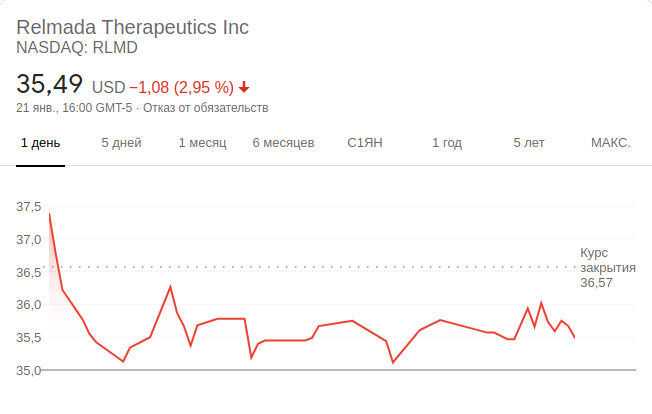 Relmada Therapeutics Inc
NASDAQ: RLMD
35,49 USD −1,08 (2,95 %)
21 янв., 16:00 GMT-5 · Отказ от обязательств
1 день 5 дней 1 месяц 6 месяцев С1ЯН 1 год 5 лет МАКС.
37,5
37,0
36,5
36,0
35,5
35,0
Курс
закрытия
36,57